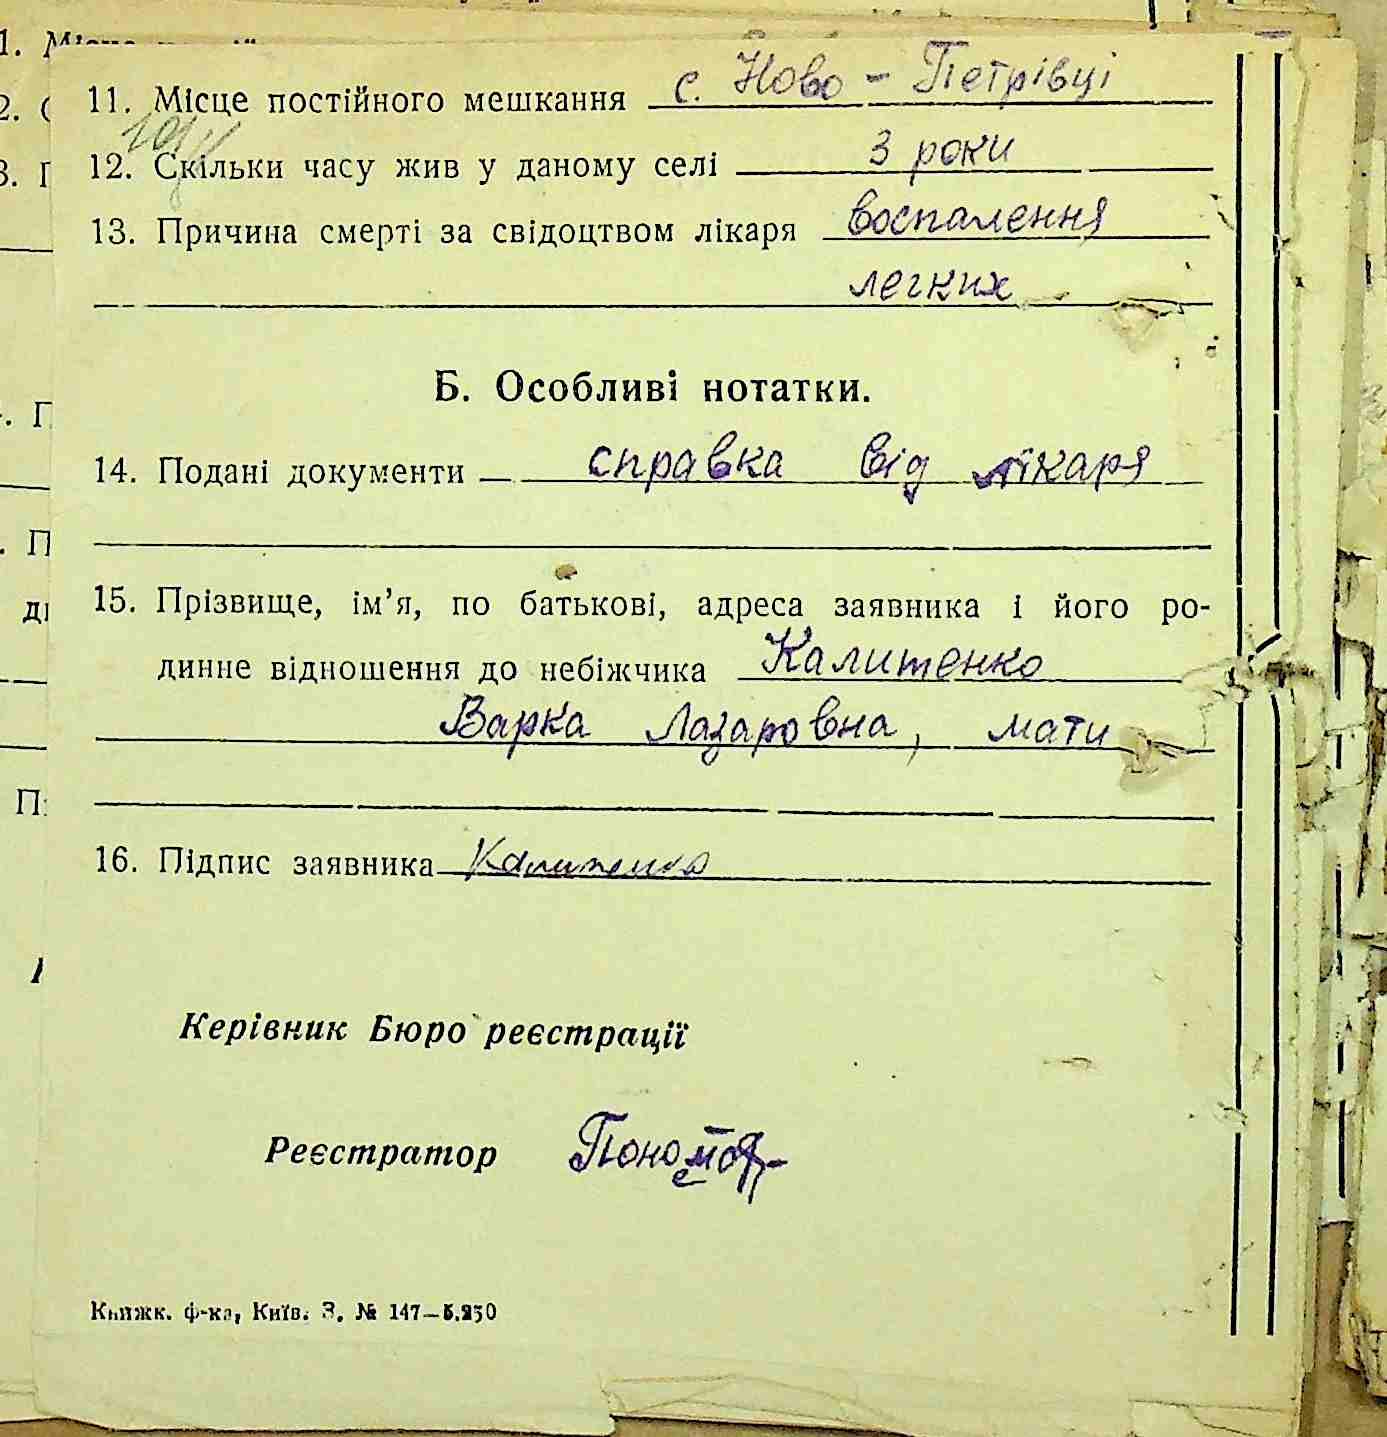 11. Місце постійного мешкання с. Ново - Петрівці
12. Скільки часу жив у даному селі 3 роки
13. Причина смерті за свідоцтвом лікаря воспалення
легких
Б. Особливі нотатки.
14. Подані документи справка від лікаря
15. Прізвище, ім’я, по батькові, адреса заявника і його ро-
динне відношення до небіжчика Калитенко
Варка Лазаровна, мати
16. Підпис заявника Калитенко
Керівник Бюро реєстрації
Реєстратор
Книжк. ф-ка, Київ. З. № 147—5.250